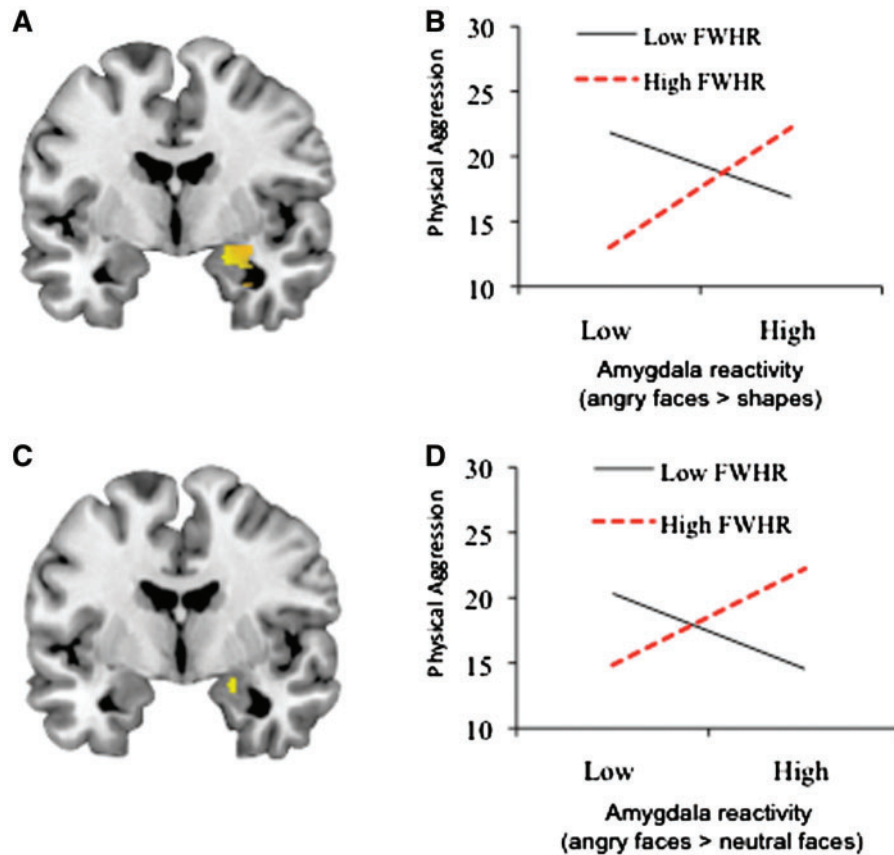 A
B
30
Low FWHR
25
High FWHR
20
15
10
Physical Aggression
Low
High
Amygdala reactivity
(angry faces > shapes)
C
D
30
Low FWHR
25
High FWHR
20
15
10
Physical Aggression
Low
High
Amygdala reactivity
(angry faces > neutral faces)